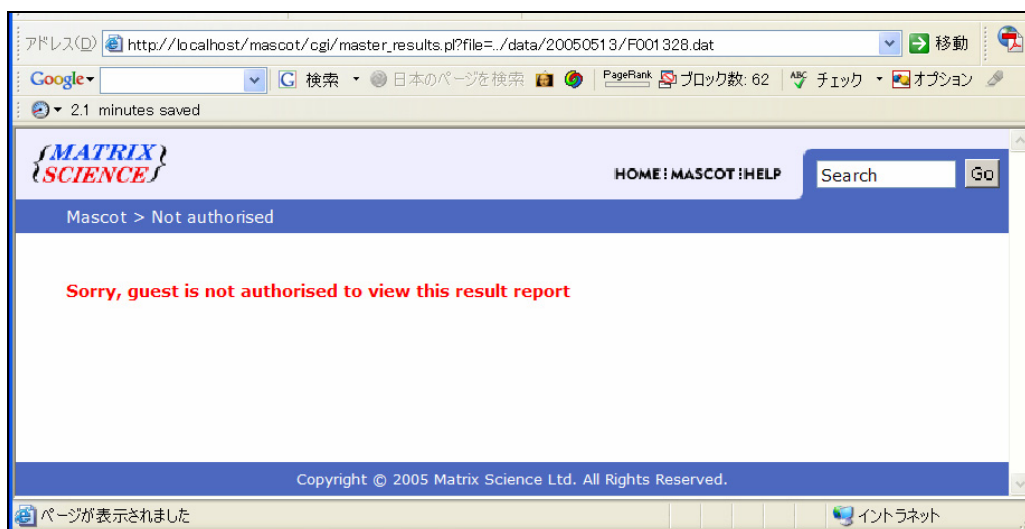 アドレス(D) http://localhost/mascot/cgi/master_results.pl?file=../data/20050513/F001328.dat 移動
Google 検索 日本のページを検索 PageRank ブロック数: 62 ABC チェック オプション
2.1 minutes saved
{MATRIX}
{SCIENCE}
HOME MASCOT HELP Search Go
Mascot > Not authorised
Sorry, guest is not authorised to view this result report
Copyright © 2005 Matrix Science Ltd. All Rights Reserved.
ページが表示されました イントラネット